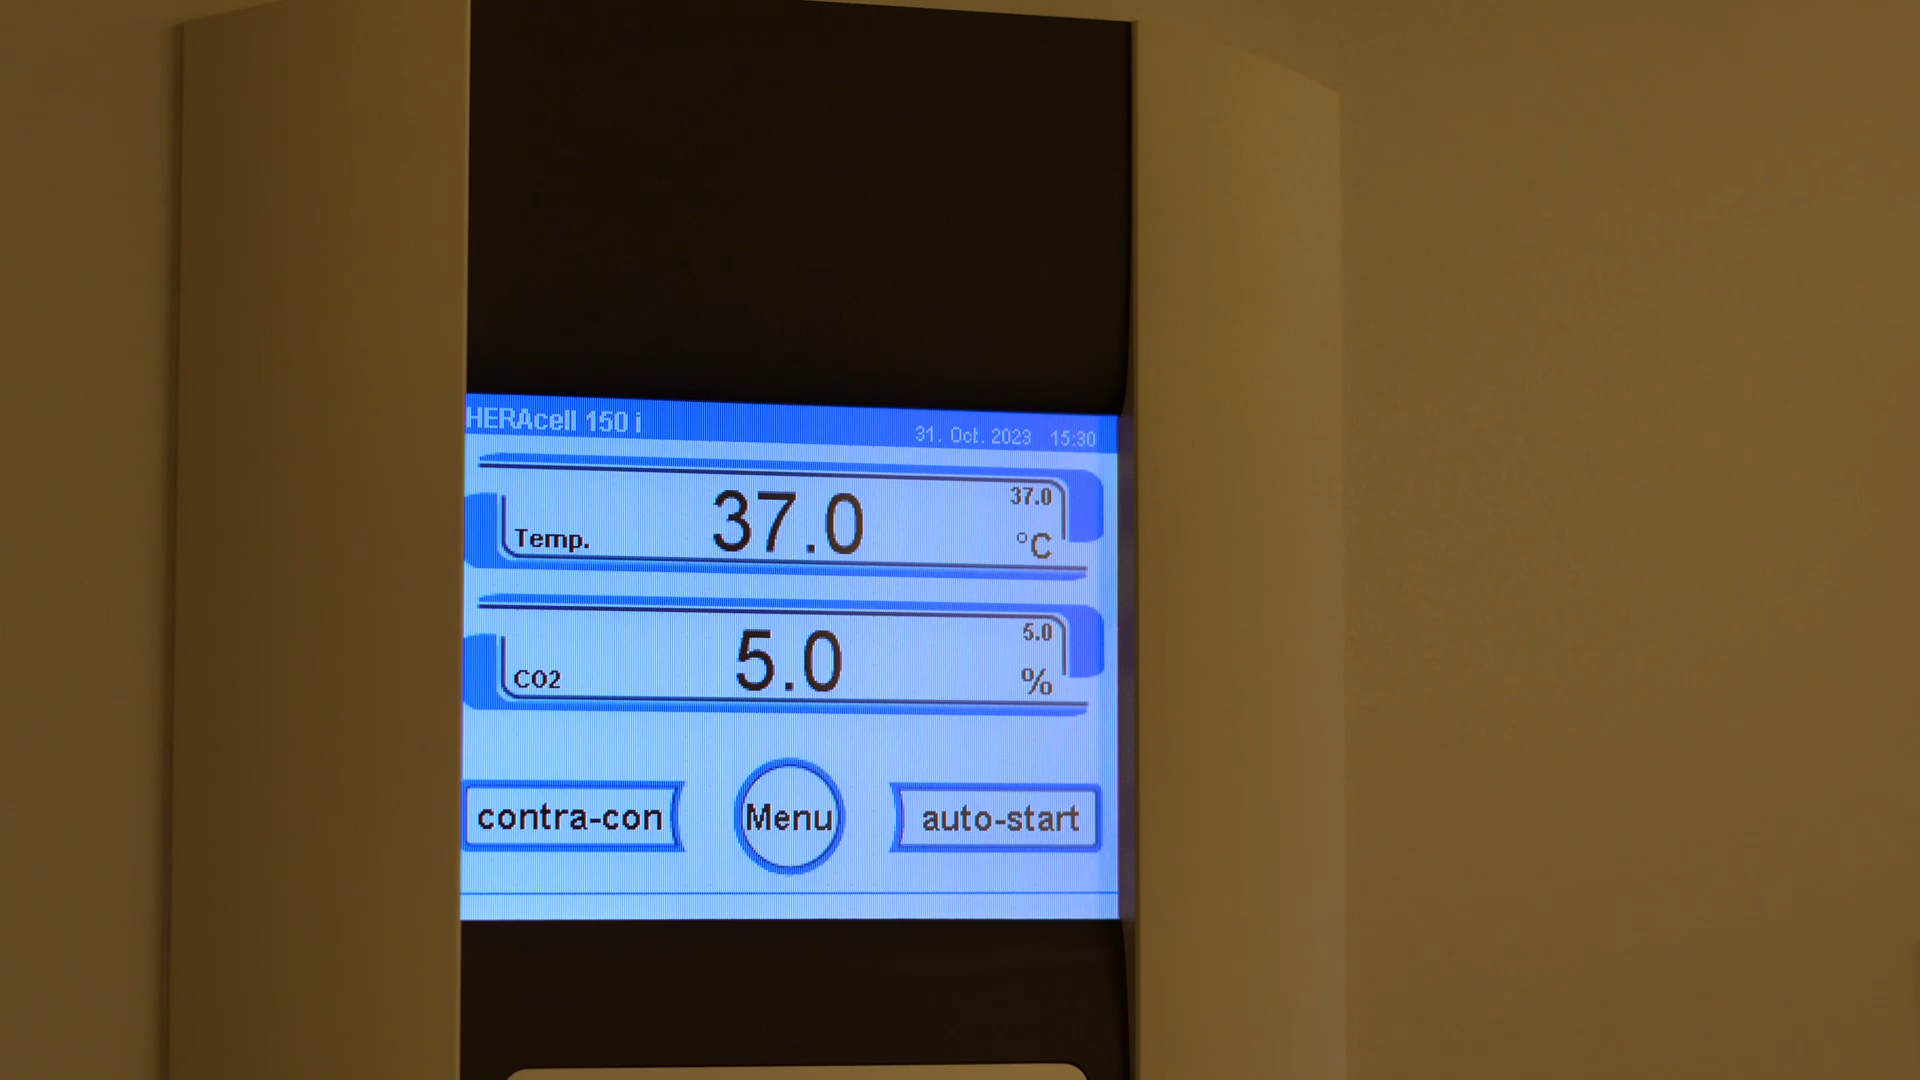 HERAcell 150 i
31. Oct. 2023 15:30
37.0
Temp. 37.0 °C
5.0
CO2 5.0 %
contra-con Menu auto-start